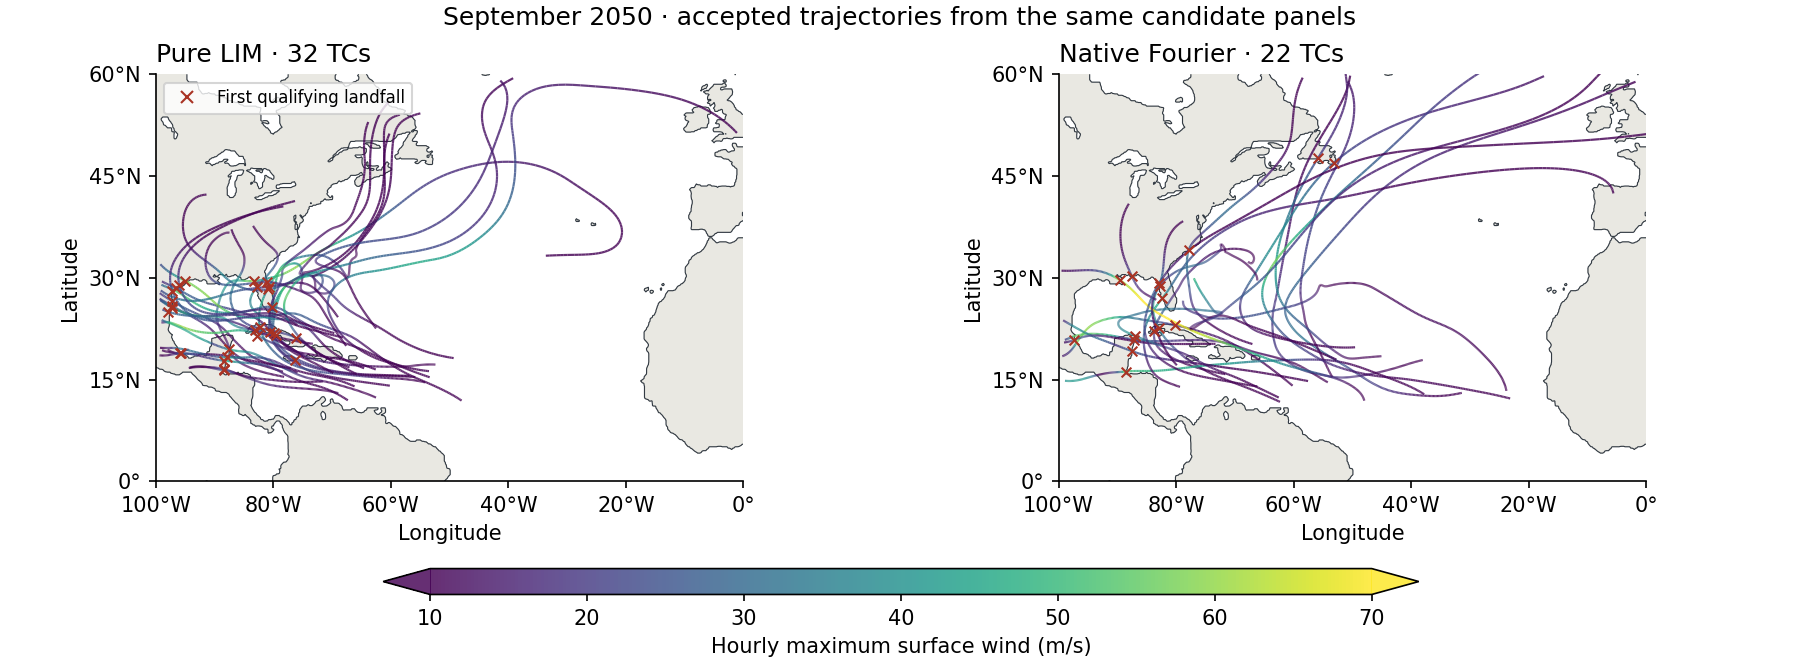 September 2050 · accepted trajectories from the same candidate panels
Pure LIM · 32 TCs
First qualifying landfall
60°N
45°N
30°N
15°N
0°
Latitude
100°W
80°W
60°W
40°W
20°W
0°
Longitude
Native Fourier · 22 TCs
60°N
45°N
30°N
15°N
0°
Latitude
100°W
80°W
60°W
40°W
20°W
0°
Longitude
10
20
30
40
50
60
70
Hourly maximum surface wind (m/s)